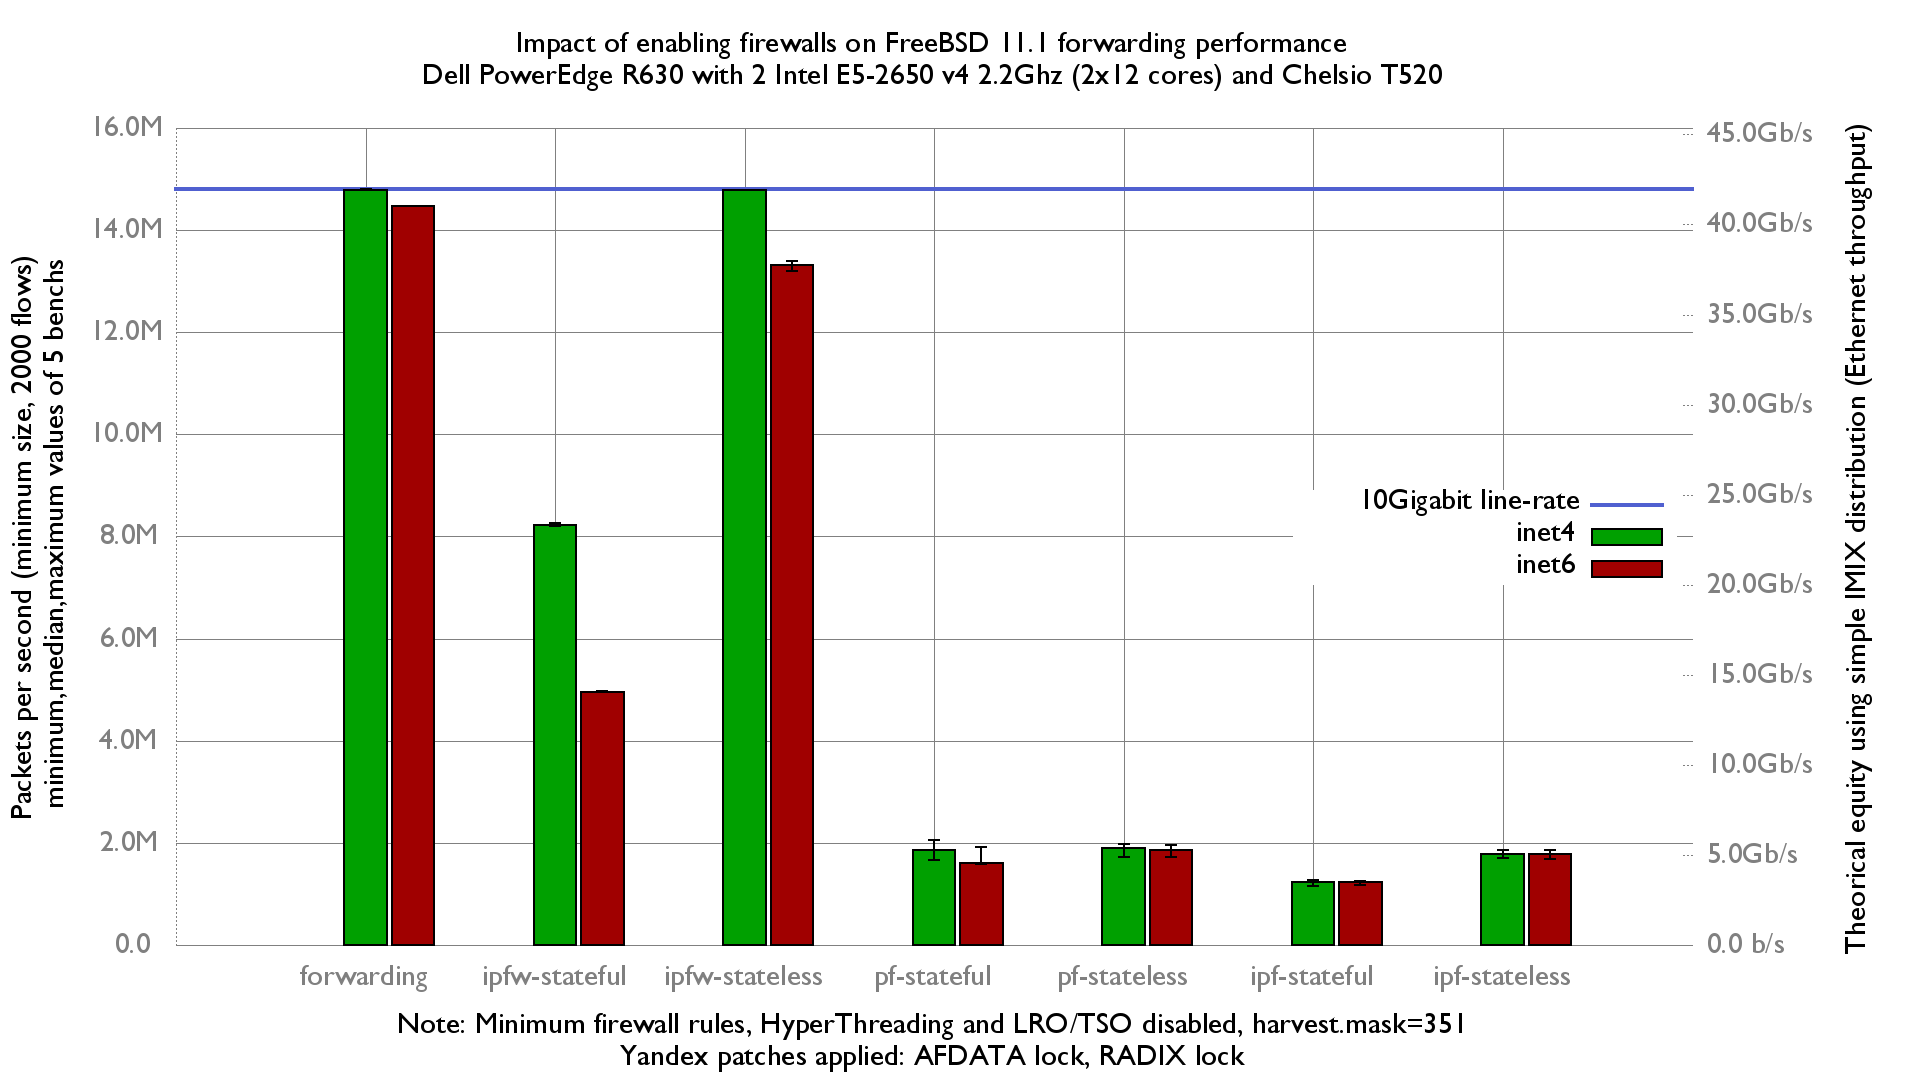 Impact of enabling firewalls on FreeBSD 11.1 forwarding performance
Dell PowerEdge R630 with 2 Intel E5-2650 v4 2.2Ghz (2x12 cores) and Chelsio T520
Packets per second (minimum size, 2000 flows)
minimum,median,maximum values of 5 benchs
16.0M
14.0M
12.0M
10.0M
8.0M
6.0M
4.0M
2.0M
0.0
10Gigabit line-rate
inet4
inet6
45.0Gb/s
40.0Gb/s
35.0Gb/s
30.0Gb/s
25.0Gb/s
20.0Gb/s
15.0Gb/s
10.0Gb/s
5.0Gb/s
0.0 b/s
Theorical equity using simple IMIX distribution (Ethernet throughput)
forwarding ipfw-stateful ipfw-stateless pf-stateful pf-stateless ipf-stateful ipf-stateless
Note: Minimum firewall rules, HyperThreading and LRO/TSO disabled, harvest.mask=351
Yandex patches applied: AFDATA lock, RADIX lock